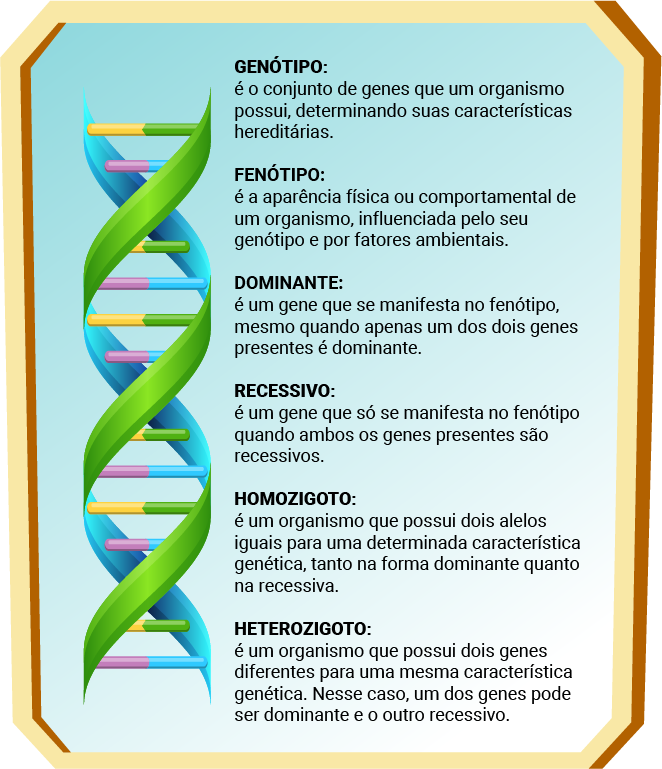 GENÓTIPO:
é o conjunto de genes que um organismo
possui, determinando suas características
hereditárias.
FENÓTIPO:
é a aparência física ou comportamental de
um organismo, influenciada pelo seu
genótipo e por fatores ambientais.
DOMINANTE:
é um gene que se manifesta no fenótipo,
mesmo quando apenas um dos dois genes
presentes é dominante.
RECESSIVO:
é um gene que só se manifesta no fenótipo
quando ambos os genes presentes são
recessivos.
HOMOZIGOTO:
é um organismo que possui dois alelos
iguais para uma determinada característica
genética, tanto na forma dominante quanto
na recessiva.
HETEROZIGOTO:
é um organismo que possui dois genes
diferentes para uma mesma característica
genética. Nesse caso, um dos genes pode
ser dominante e o outro recessivo.